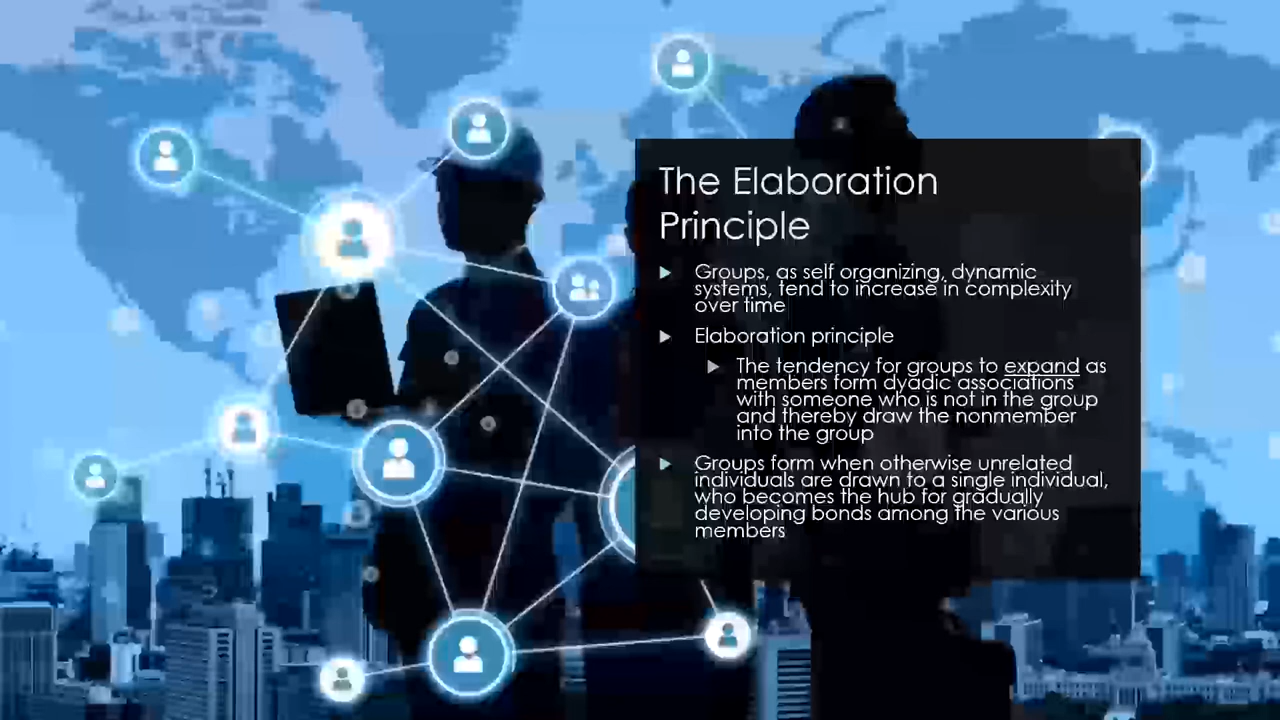 The Elaboration
Principle
Groups, as self organizing, dynamic
systems, tend to increase in complexity
over time
Elaboration principle
The tendency for groups to expand as
members form dyadic associations
with someone who is not in the group
and thereby draw the nonmember
into the group
Groups form when otherwise unrelated
individuals are drawn to a single individual,
who becomes the hub for gradually
developing bonds among the various
members